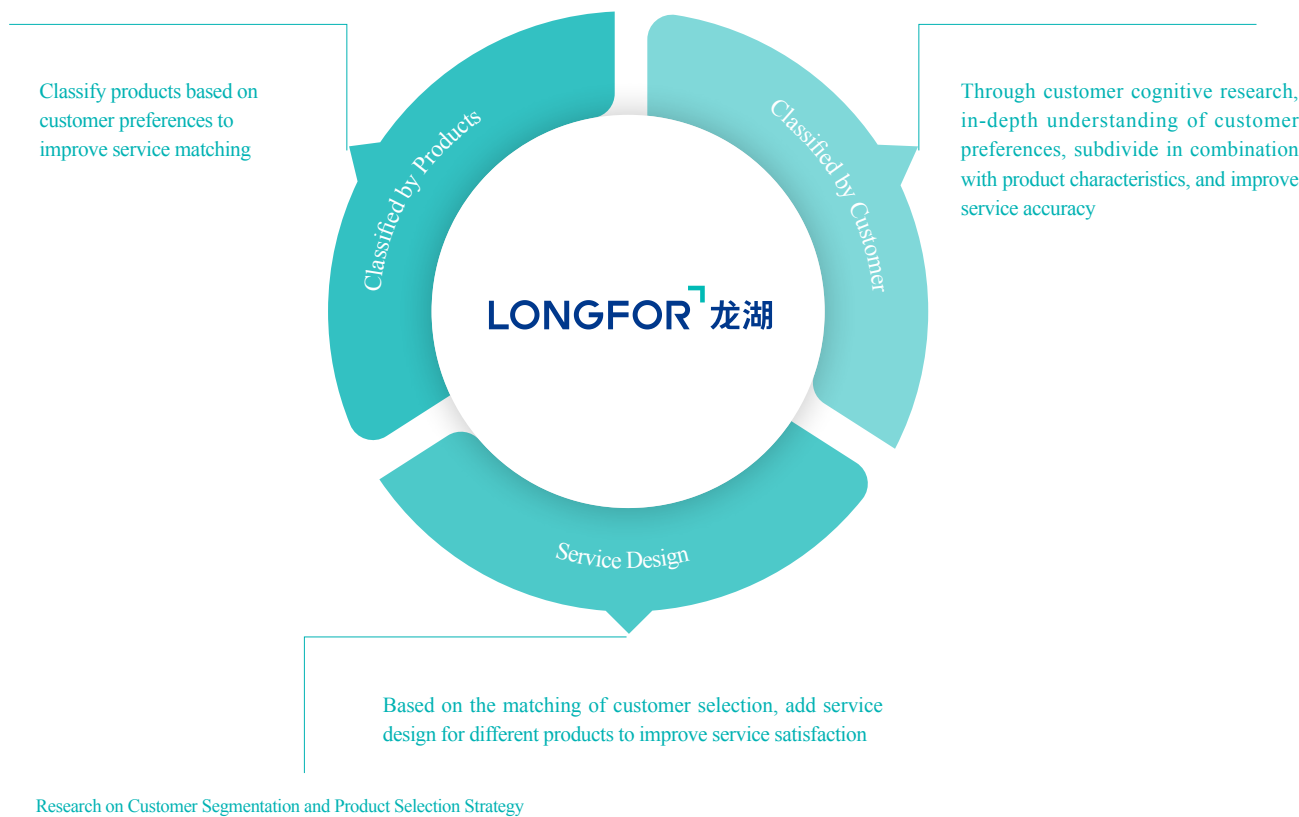 Classify products based on
customer preferences to
improve service matching
Classified by Products
Classified by Customer
Through customer cognitive research,
in-depth understanding of customer
preferences, subdivide in combination
with product characteristics, and improve
service accuracy
LONGFOR 龙湖
Service Design
Based on the matching of customer selection, add service
design for different products to improve service satisfaction
Research on Customer Segmentation and Product Selection Strategy